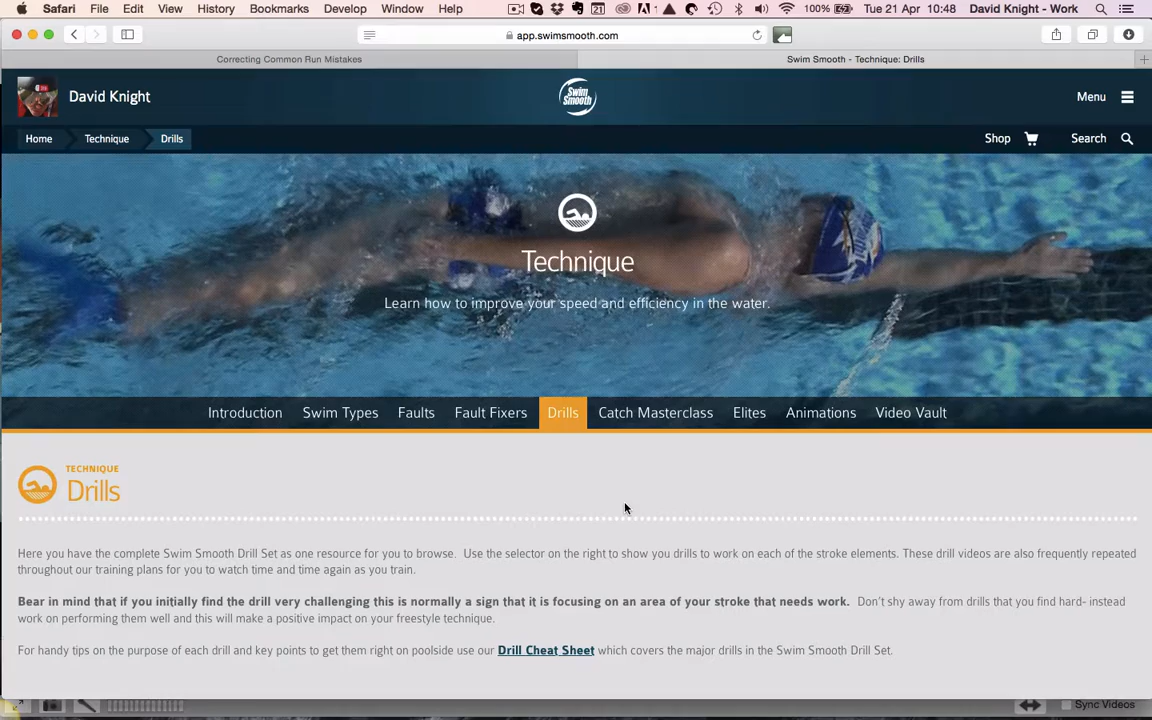 Safari File Edit View History Bookmarks Develop Window Help 21 100% Tue 21 Apr 10:48 David Knight - Work
app.swimsmooth.com
Correcting Common Run Mistakes Swim Smooth - Technique: Drills
David Knight Swim Smooth Menu
Home Technique Drills Shop Search
Technique
Learn how to improve your speed and efficiency in the water.
Introduction Swim Types Faults Fault Fixers Drills Catch Masterclass Elites Animations Video Vault
TECHNIQUE
Drills
Here you have the complete Swim Smooth Drill Set as one resource for you to browse. Use the selector on the right to show you drills to work on each of the stroke elements. These drill videos are also frequently repeated
throughout our training plans for you to watch time and time again as you train.
Bear in mind that if you initially find the drill very challenging this is normally a sign that it is focusing on an area of your stroke that needs work. Don't shy away from drills that you find hard- instead
work on performing them well and this will make a positive impact on your freestyle technique.
For handy tips on the purpose of each drill and key points to get them right on poolside use our Drill Cheat Sheet which covers the major drills in the Swim Smooth Drill Set.
Sync Videos